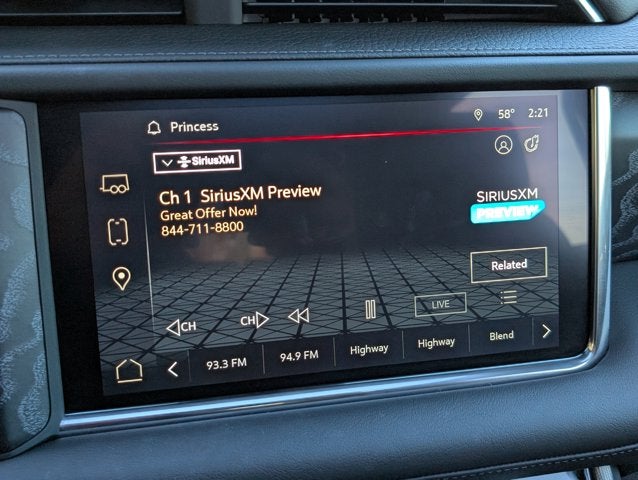 Princess
58° 2:21
SiriusXM
Ch 1 SiriusXM Preview
Great Offer Now!
844-711-8800
SIRIUSXM
PREVIEW
Related
CH
CH
LIVE
93.3 FM 94.9 FM Highway Highway Blend